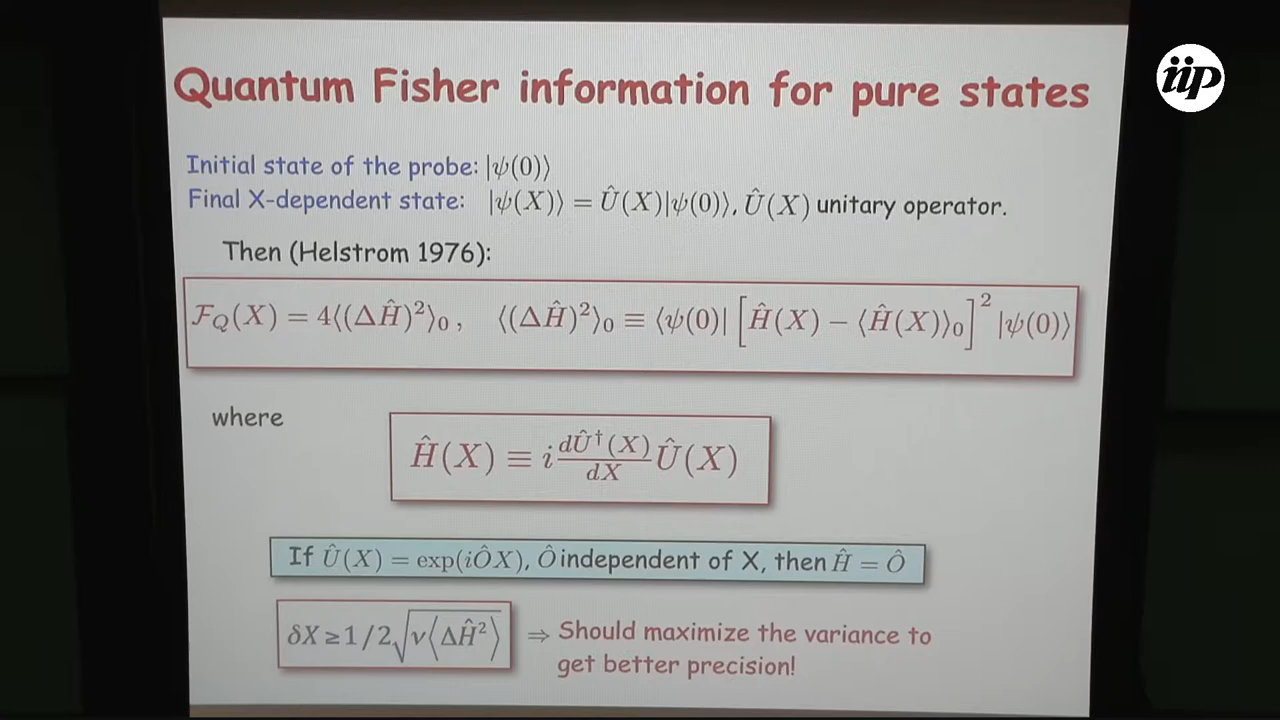 Quantum Fisher information for pure states
iip
Initial state of the probe: |ψ(0)⟩
Final X-dependent state: |ψ(X)⟩ = Û(X)|ψ(0)⟩, Û(X) unitary operator.
Then (Helstrom 1976):
ℱ_Q(X) = 4⟨(ΔĤ)²⟩₀ , ⟨(ΔĤ)²⟩₀ ≡ ⟨ψ(0)| [Ĥ(X) − ⟨Ĥ(X)⟩₀]² |ψ(0)⟩
where
Ĥ(X) ≡ i dÛ†(X)/dX Û(X)
If Û(X) = exp(iÔX), Ô independent of X, then Ĥ = Ô
δX ≥ 1/2√(ν⟨ΔĤ²⟩) ⇒ Should maximize the variance to
get better precision!